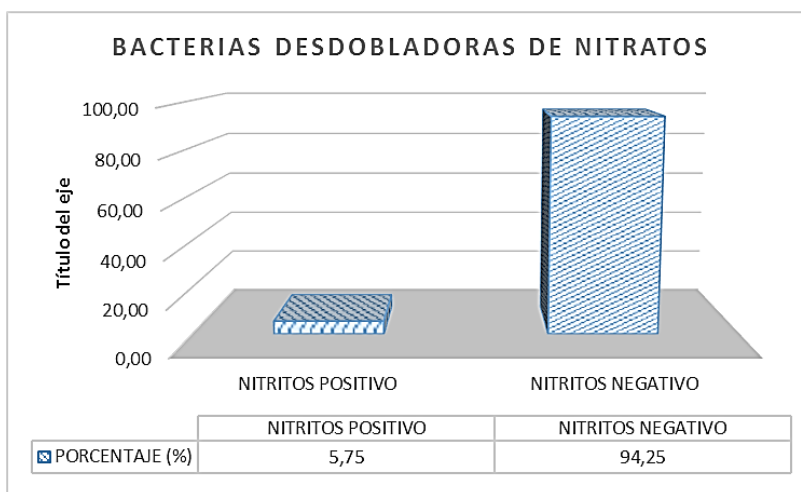 BACTERIAS DESDOBLADORAS DE NITRATOS
100,00
80,00
60,00
40,00
20,00
0,00
Título del eje
NITRITOS POSITIVO NITRITOS NEGATIVO
NITRITOS POSITIVO NITRITOS NEGATIVO
PORCENTAJE (%) 5,75 94,25